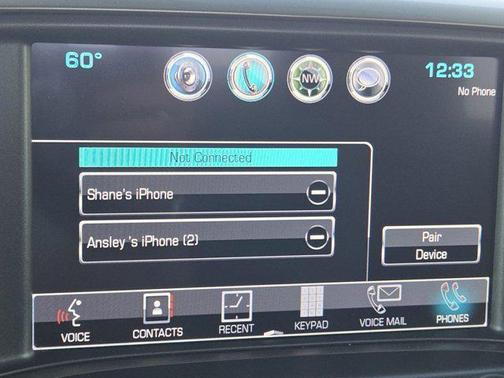 60°
NW
12:33
No Phone
Not Connected
Shane's iPhone
Ansley's iPhone (2)
Pair
Device
VOICE
CONTACTS
RECENT
KEYPAD
VOICE MAIL
PHONES